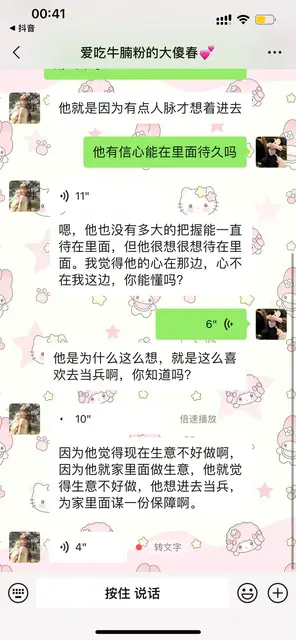 00:41
抖音
爱吃牛腩粉的大傻春💕
他就是因为有点人脉才想着进去
他有信心能在里面待久吗
11"
嗯，他也没有多大的把握能一直
待在里面，但他很想很想待在里
面。我觉得他的心在那边，心不
在我这边，你能懂吗？
6"
他是为什么这么想，就是这么喜
欢去当兵啊，你知道吗？
10"
倍速播放
因为他觉得现在生意不好做啊，
因为他就家里面做生意，他就觉
得生意不好做，他想进去当兵，
为家里面谋一份保障啊。
4"
转文字
按住 说话